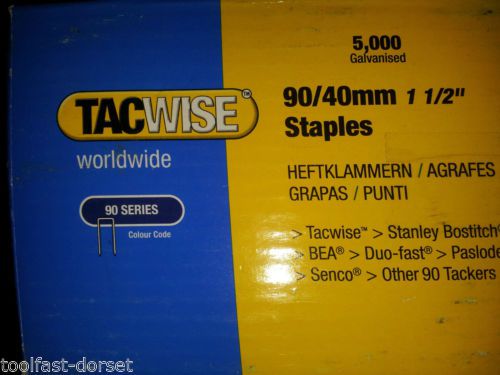 5,000
Galvanised
90/40mm 1 1/2"
Staples
TACWISE™
worldwide
90 SERIES
Colour Code
HEFTKLAMMERN / AGRAFES
GRAPAS / PUNTI
> Tacwise™ > Stanley Bostitch®
> BEA® > Duo-fast® > Paslode
> Senco® > Other 90 Tackers
toolfast-dorset